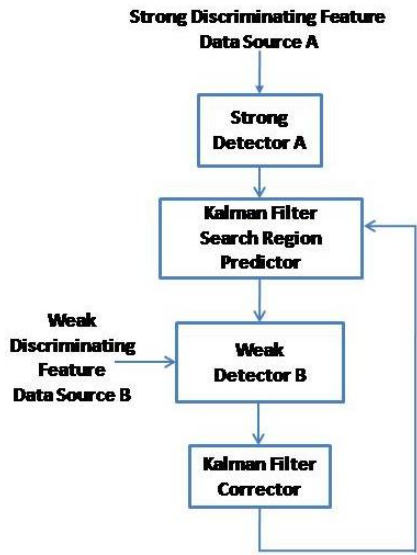 Strong Discriminating Feature
Data Source A
Strong
Detector A
Kalman Filter
Search Region
Predictor
Weak
Discriminating
Feature
Data Source B
Weak
Detector B
Kalman Filter
Corrector